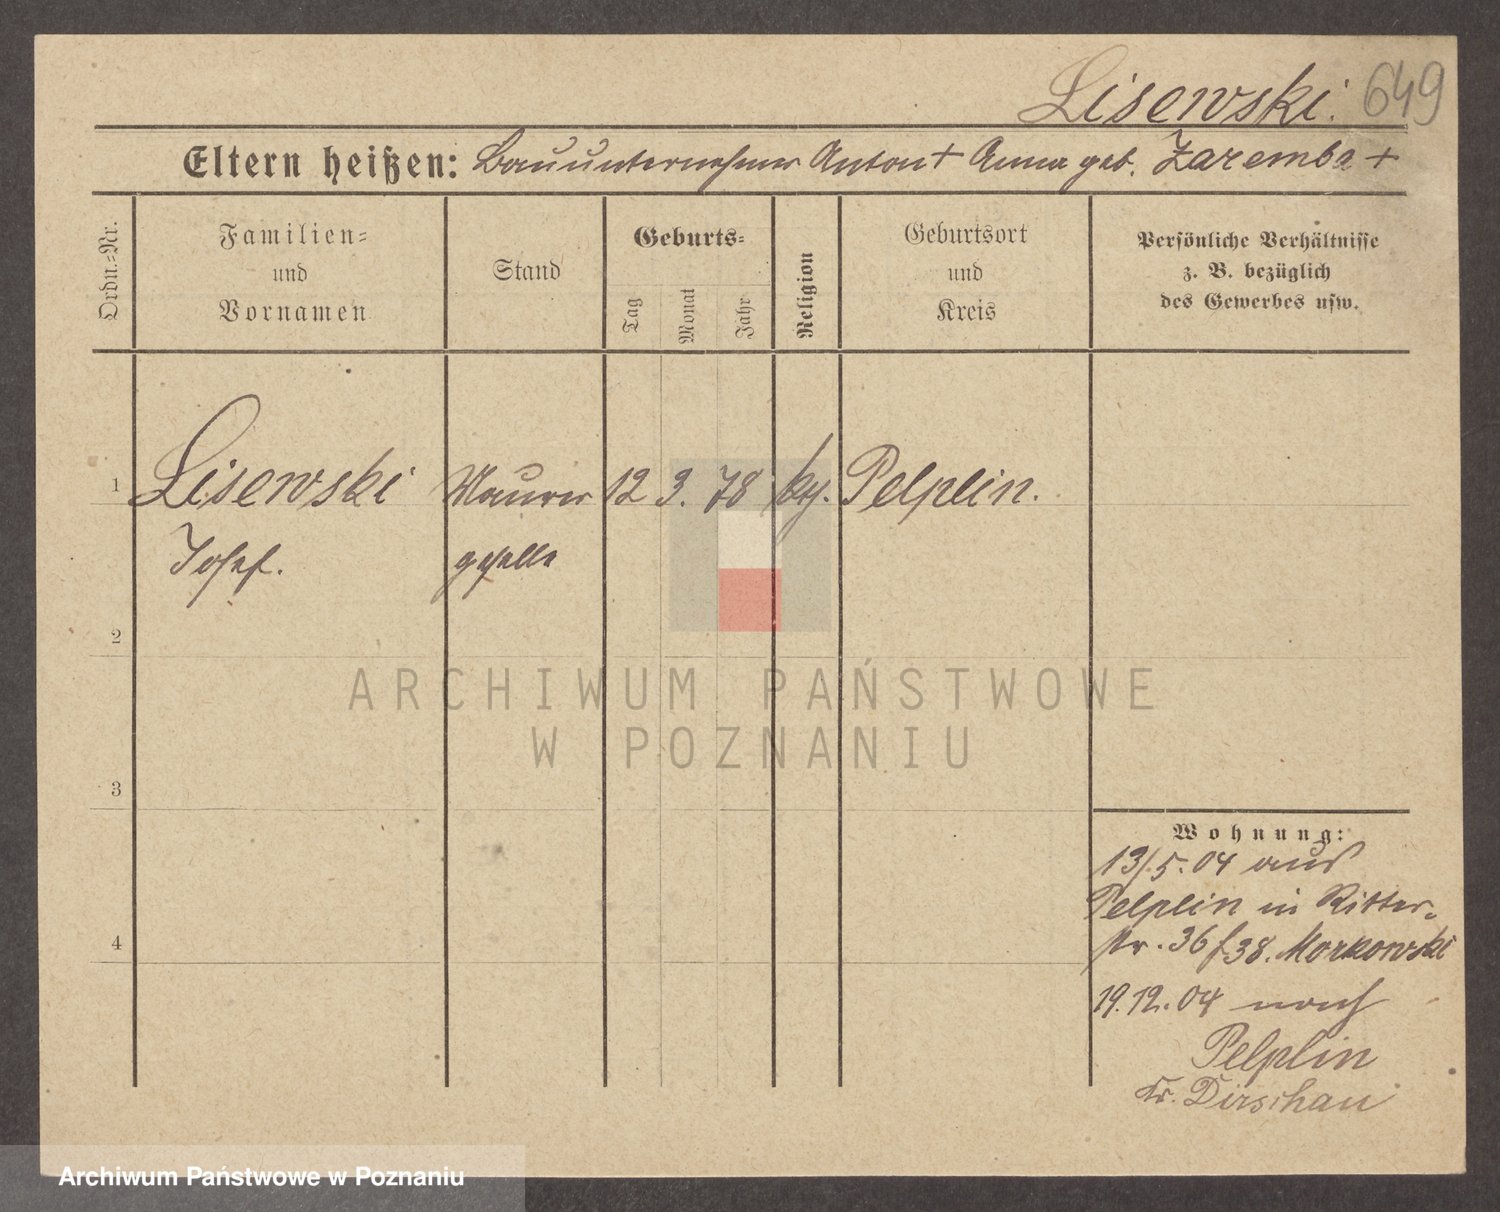 Lisewski. 649
Eltern heißen: Bauunternehmer Anton + Anna geb. Zaremba +
Ordn.-Nr.
Familien-
und
Vornamen
Stand
Geburts-
Tag
Monat
Jahr
Religion
Geburtsort
und
Kreis
Persönliche Verhältnisse
z. B. bezüglich
des Gewerbes usw.
1 Lisewski Maurer 12 3. 78 kath. Pelplin.
Josef. geselle
2
3
4
Wohnung:
13/5.04 aus
Pelplin in Ritter-
str. 36/38. Morkowski
19.12.04 nach
Pelplin
Kr. Dirschau
ARCHIWUM PAŃSTWOWE
W POZNANIU
Archiwum Państwowe w Poznaniu